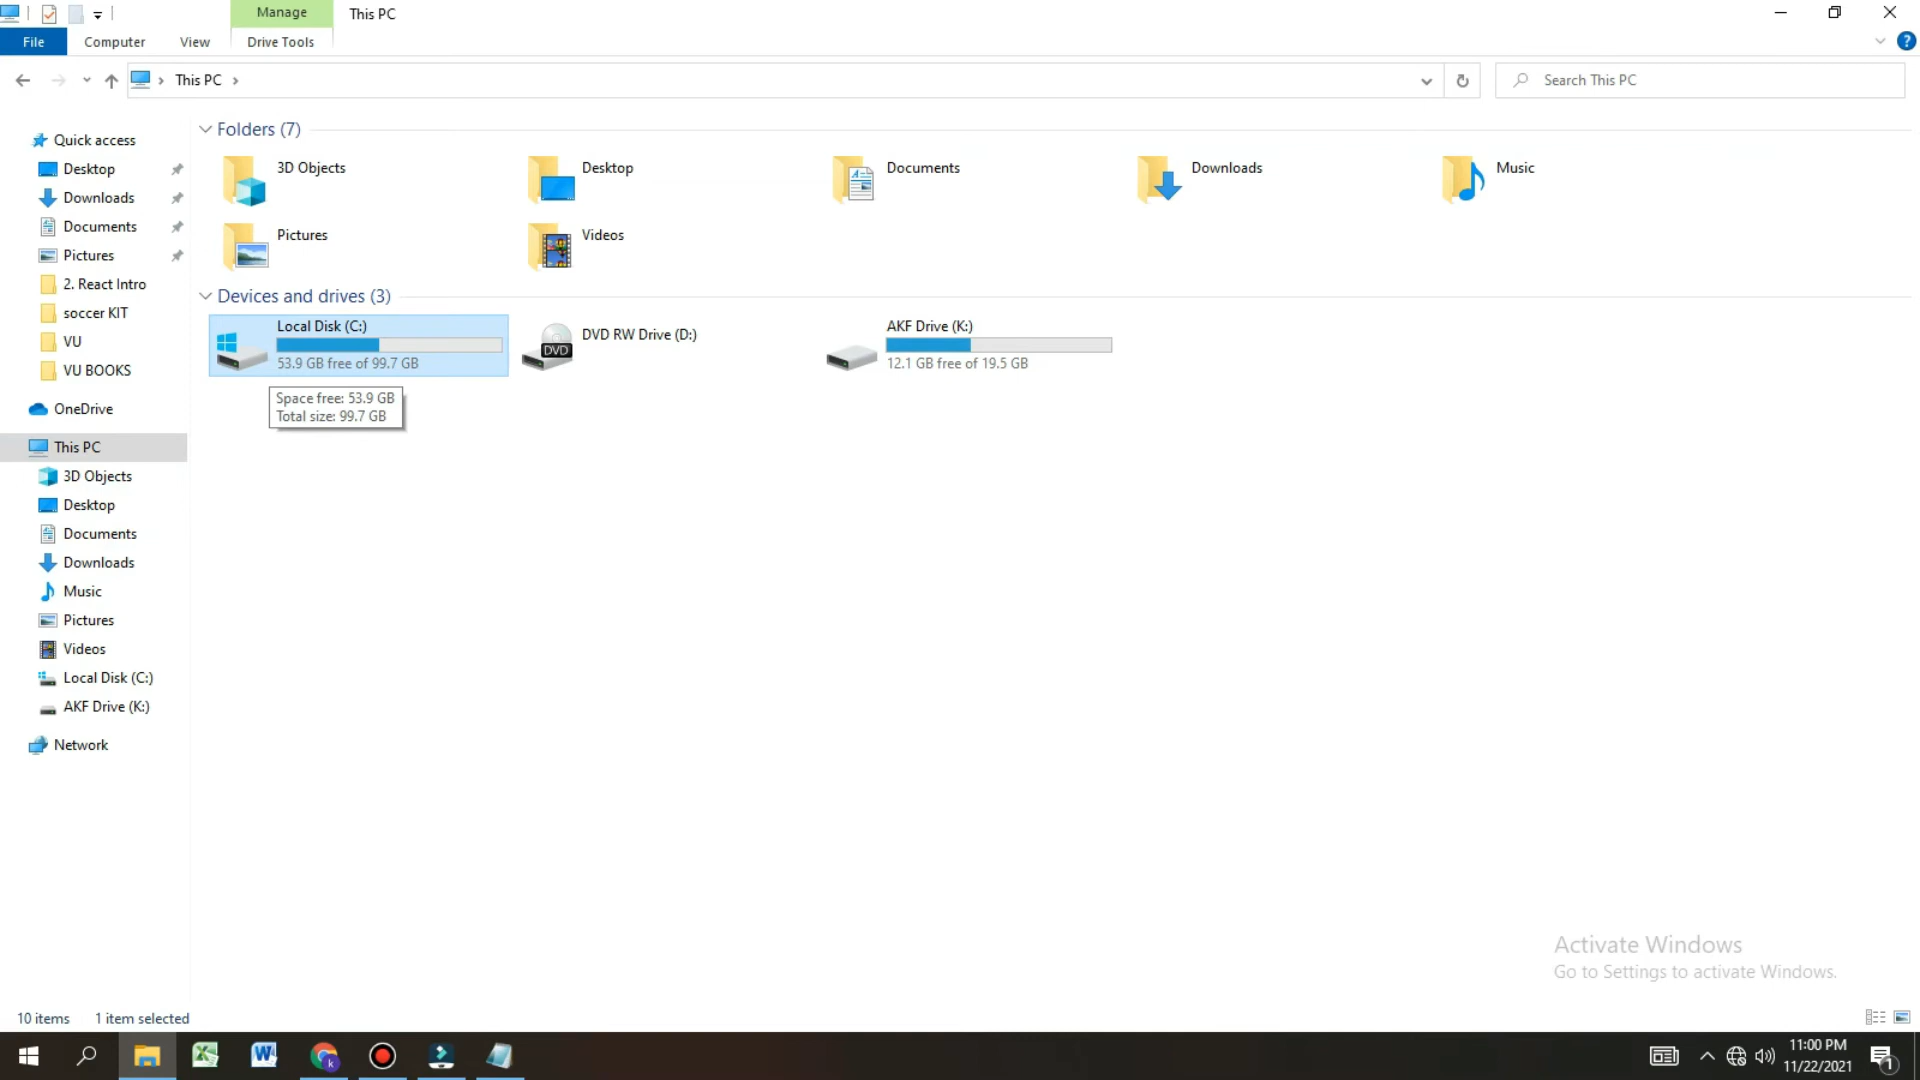 Manage
This PC
File
Computer
View
Drive Tools
This PC
Search This PC
Quick access
Desktop
Downloads
Documents
Pictures
2. React Intro
soccer KIT
VU
VU BOOKS
OneDrive
This PC
3D Objects
Desktop
Documents
Downloads
Music
Pictures
Videos
Local Disk (C:)
AKF Drive (K:)
Network
Folders (7)
3D Objects
Desktop
Documents
Downloads
Music
Pictures
Videos
Devices and drives (3)
Local Disk (C:)
53.9 GB free of 99.7 GB
DVD
DVD RW Drive (D:)
AKF Drive (K:)
12.1 GB free of 19.5 GB
Space free: 53.9 GB
Total size: 99.7 GB
Activate Windows
Go to Settings to activate Windows.
10 items
1 item selected
k
11:00 PM
11/22/2021
1